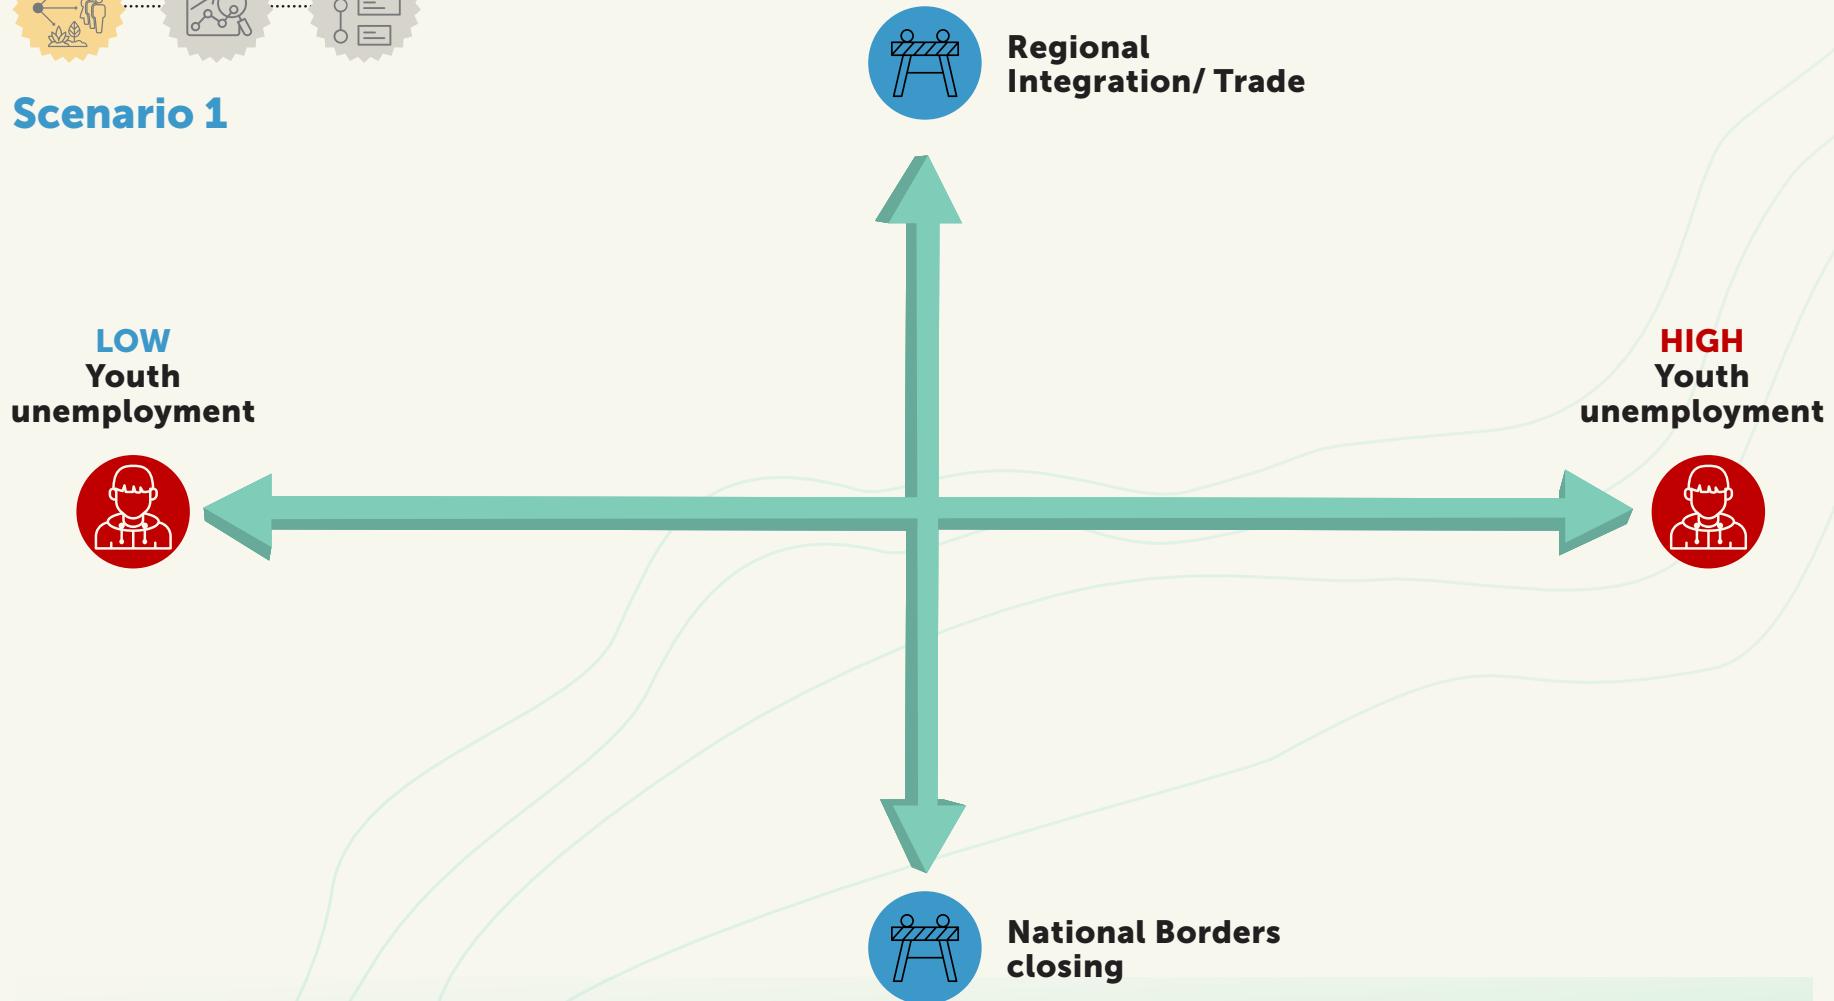 Regional
Integration/ Trade
Scenario 1
LOW
Youth
unemployment
HIGH
Youth
unemployment
National Borders
closing